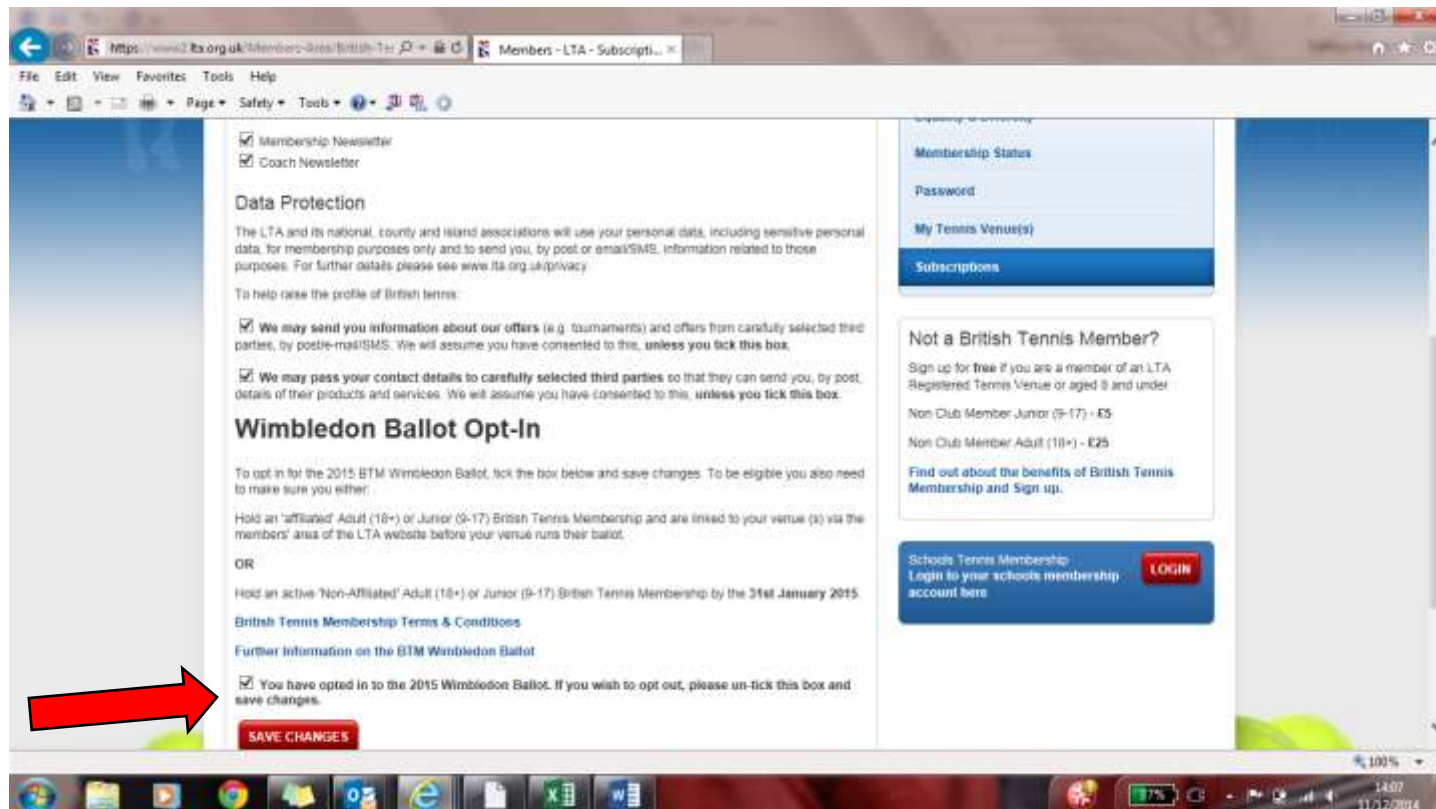 https://www2.lta.org.uk/Members-Area/British-Ter
Members - LTA - Subscripti...
File Edit View Favorites Tools Help
Page Safety Tools
Membership Newsletter
Coach Newsletter
Data Protection
The LTA and its national, county and island associations will use your personal data, including sensitive personal
data, for membership purposes only and to send you, by post or email/SMS, information related to those
purposes. For further details please see www.lta.org.uk/privacy
To help raise the profile of British tennis:
We may send you information about our offers (e.g. tournaments) and offers from carefully selected third
parties, by post/e-mail/SMS. We will assume you have consented to this, unless you tick this box.
We may pass your contact details to carefully selected third parties so that they can send you, by post,
details of their products and services. We will assume you have consented to this, unless you tick this box.
Wimbledon Ballot Opt-In
To opt in for the 2015 BTM Wimbledon Ballot, tick the box below and save changes. To be eligible you also need
to make sure you either:
Hold an 'affiliated' Adult (18+) or Junior (9-17) British Tennis Membership and are linked to your venue (s) via the
members' area of the LTA website before your venue runs their ballot.
OR
Hold an active 'Non-Affiliated' Adult (18+) or Junior (9-17) British Tennis Membership by the 31st January 2015.
British Tennis Membership Terms & Conditions
Further Information on the BTM Wimbledon Ballot
You have opted in to the 2015 Wimbledon Ballot. If you wish to opt out, please un-tick this box and
save changes.
SAVE CHANGES
Equality & Diversity
Membership Status
Password
My Tennis Venue(s)
Subscriptions
Not a British Tennis Member?
Sign up for free if you are a member of an LTA
Registered Tennis Venue or aged 8 and under
Non Club Member Junior (9-17) - £5
Non Club Member Adult (18+) - £25
Find out about the benefits of British Tennis
Membership and Sign up.
Schools Tennis Membership
Login to your schools membership
account here
LOGIN
100%
37%
14:07
11/12/2014